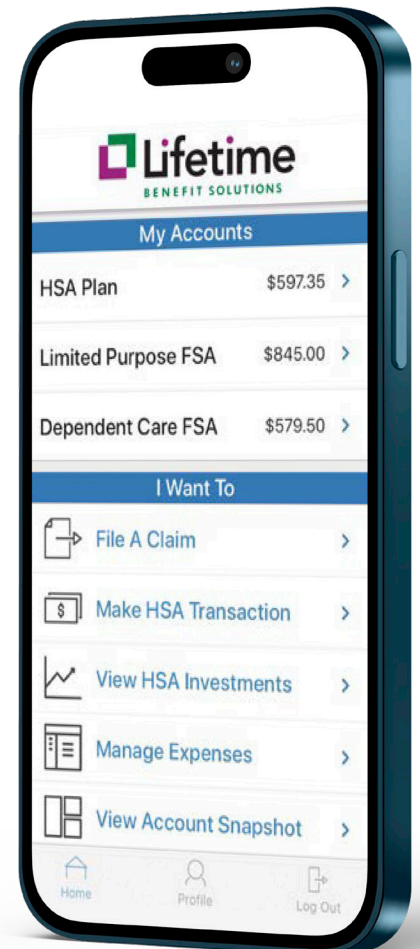 Lifetime
BENEFIT SOLUTIONS
My Accounts
HSA Plan $597.35 >
Limited Purpose FSA $845.00 >
Dependent Care FSA $579.50 >
I Want To
File A Claim >
$ Make HSA Transaction >
View HSA Investments >
Manage Expenses >
View Account Snapshot >
Home Profile Log Out